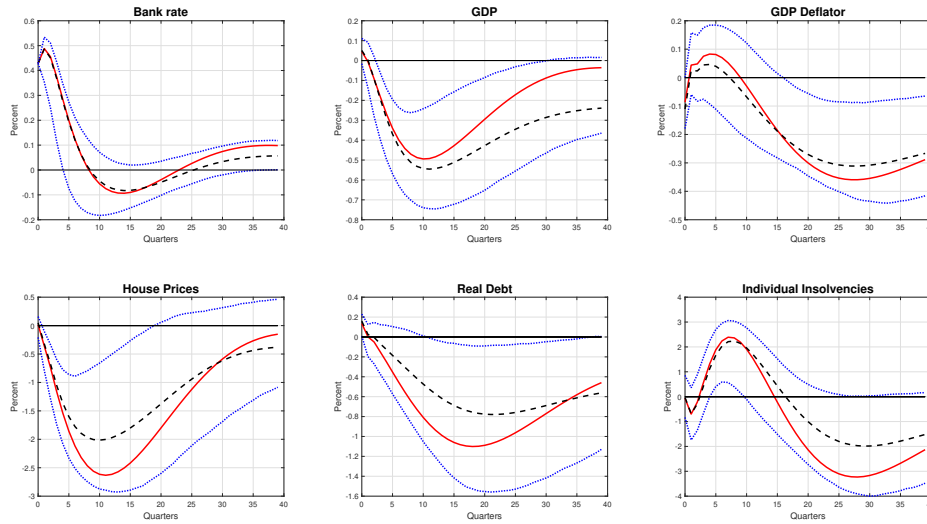 Bank rate
0.6
0.5
0.4
0.3
0.2
0.1
0
-0.1
-0.2
Percent
0 5 10 15 20 25 30 35 40
Quarters
GDP
0.2
0.1
0
-0.1
-0.2
-0.3
-0.4
-0.5
-0.6
-0.7
-0.8
Percent
0 5 10 15 20 25 30 35 40
Quarters
GDP Deflator
0.2
0.1
0
-0.1
-0.2
-0.3
-0.4
-0.5
Percent
0 5 10 15 20 25 30 35
Quarters
House Prices
0.5
0
-0.5
-1
-1.5
-2
-2.5
-3
Percent
0 5 10 15 20 25 30 35 40
Quarters
Real Debt
0.4
0.2
0
-0.2
-0.4
-0.6
-0.8
-1
-1.2
-1.4
-1.6
Percent
0 5 10 15 20 25 30 35 40
Quarters
Individual Insolvencies
4
3
2
1
0
-1
-2
-3
-4
Percent
0 5 10 15 20 25 30 35
Quarters